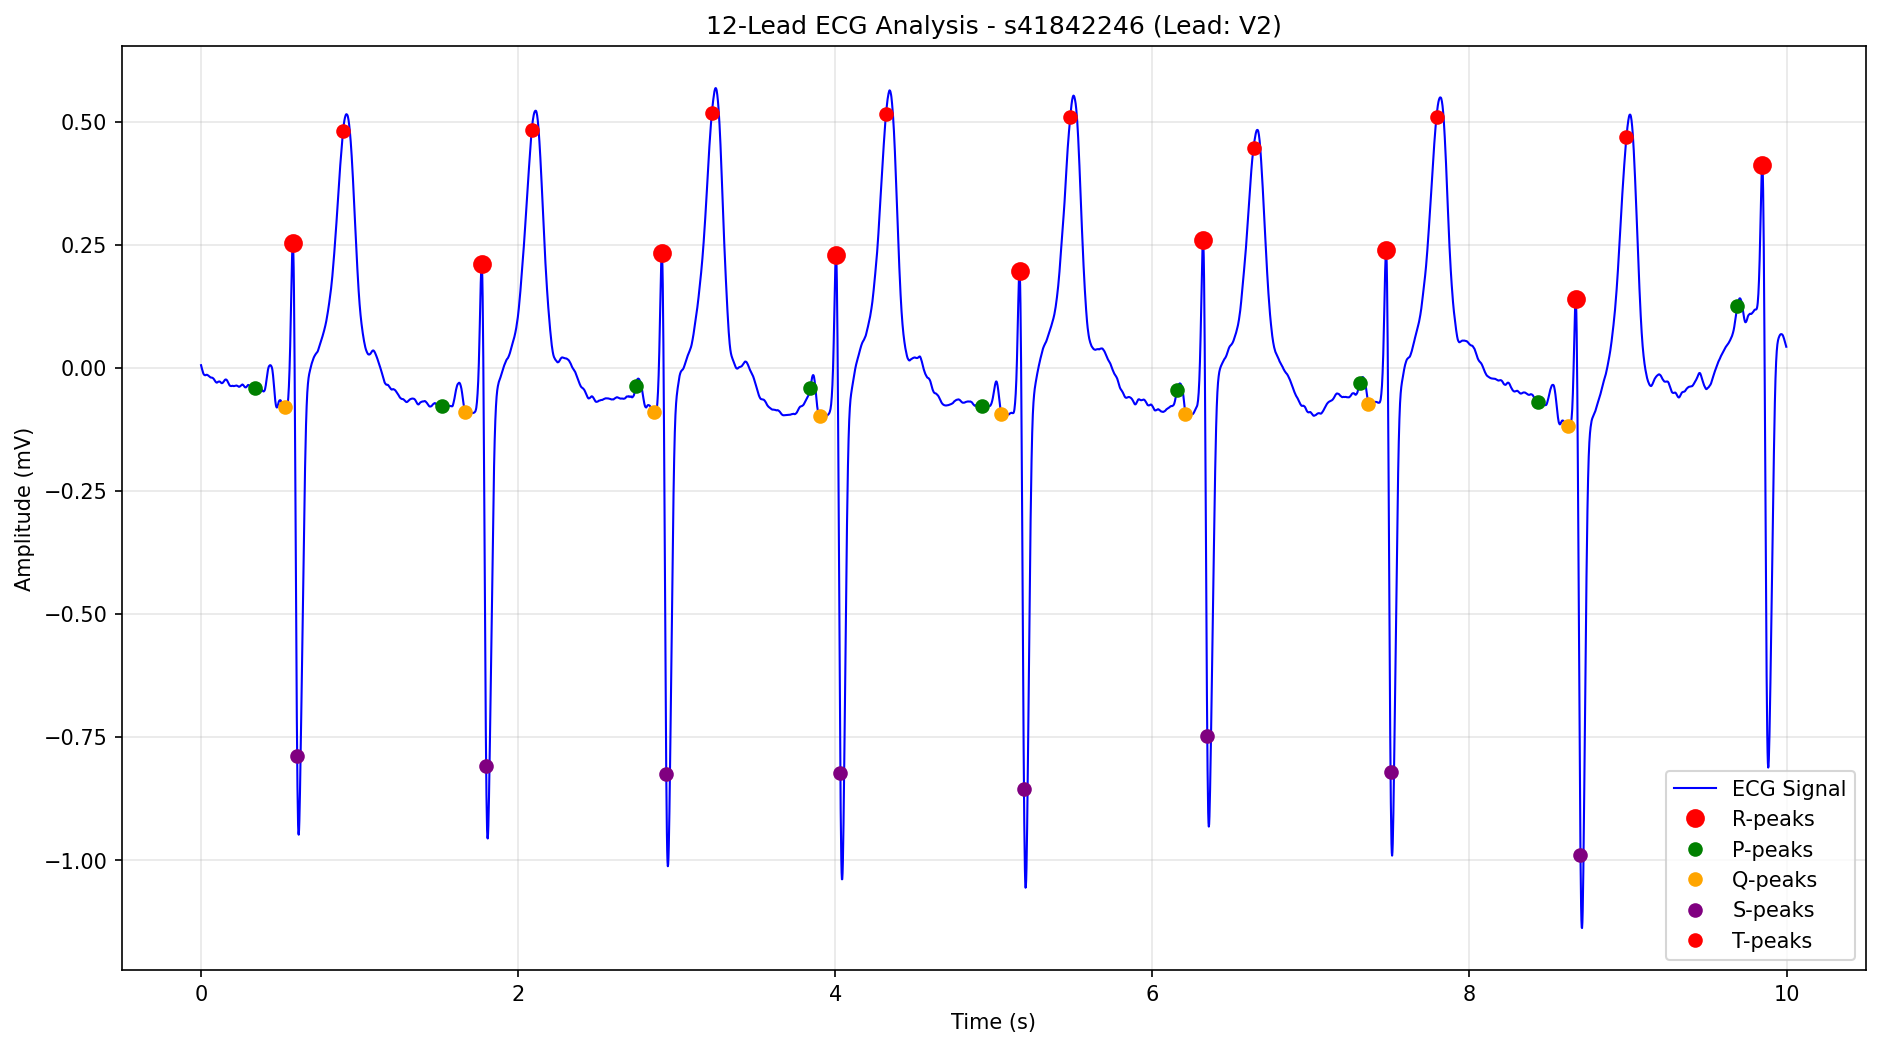 12-Lead ECG Analysis - s41842246 (Lead: V2)
Amplitude (mV)
0.50
0.25
0.00
−0.25
−0.50
−0.75
−1.00
0
2
4
6
8
10
Time (s)
ECG Signal
R-peaks
P-peaks
Q-peaks
S-peaks
T-peaks